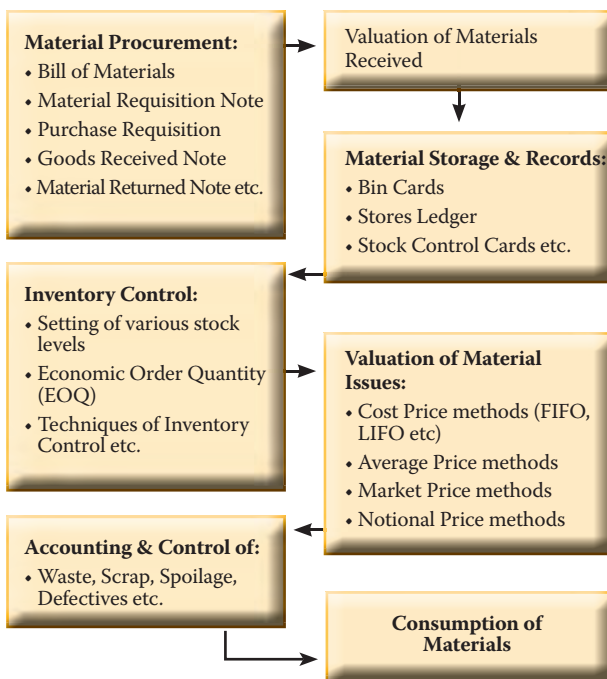 Material Procurement:
• Bill of Materials
• Material Requisition Note
• Purchase Requisition
• Goods Received Note
• Material Returned Note etc.
Valuation of Materials
Received
Material Storage & Records:
• Bin Cards
• Stores Ledger
• Stock Control Cards etc.
Inventory Control:
• Setting of various stock
levels
• Economic Order Quantity
(EOQ)
• Techniques of Inventory
Control etc.
Valuation of Material
Issues:
• Cost Price methods (FIFO,
LIFO etc)
• Average Price methods
• Market Price methods
• Notional Price methods
Accounting & Control of:
• Waste, Scrap, Spoilage,
Defectives etc.
Consumption of
Materials